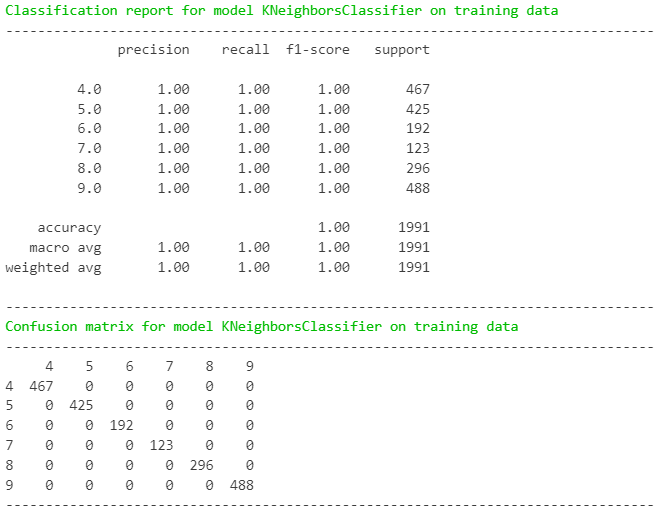 Classification report for model KNeighborsClassifier on training data
---------------------------------------------------------------------------------
              precision    recall  f1-score   support

         4.0       1.00      1.00      1.00       467
         5.0       1.00      1.00      1.00       425
         6.0       1.00      1.00      1.00       192
         7.0       1.00      1.00      1.00       123
         8.0       1.00      1.00      1.00       296
         9.0       1.00      1.00      1.00       488

    accuracy                           1.00      1991
   macro avg       1.00      1.00      1.00      1991
weighted avg       1.00      1.00      1.00      1991

---------------------------------------------------------------------------------
Confusion matrix for model KNeighborsClassifier on training data
---------------------------------------------------------------------------------
     4    5    6    7    8    9
4  467    0    0    0    0    0
5    0  425    0    0    0    0
6    0    0  192    0    0    0
7    0    0    0  123    0    0
8    0    0    0    0  296    0
9    0    0    0    0    0  488
---------------------------------------------------------------------------------